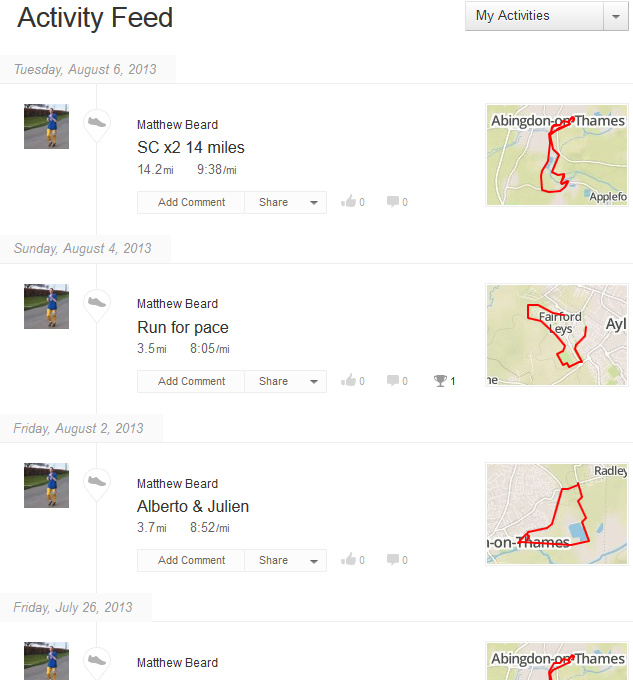 Activity Feed
My Activities
Tuesday, August 6, 2013
Matthew Beard
SC x2 14 miles
14.2mi 9:38/mi
Add Comment Share 0 0
Abingdon-on-Thames
Applefo
Sunday, August 4, 2013
Matthew Beard
Run for pace
3.5mi 8:05/mi
Add Comment Share 0 0 1
Fairford
Leys
Ayl
ne
Friday, August 2, 2013
Matthew Beard
Alberto & Julien
3.7mi 8:52/mi
Add Comment Share 0 0
Radley
n-on-Thames
Friday, July 26, 2013
Matthew Beard
Abingdon-on-Thames